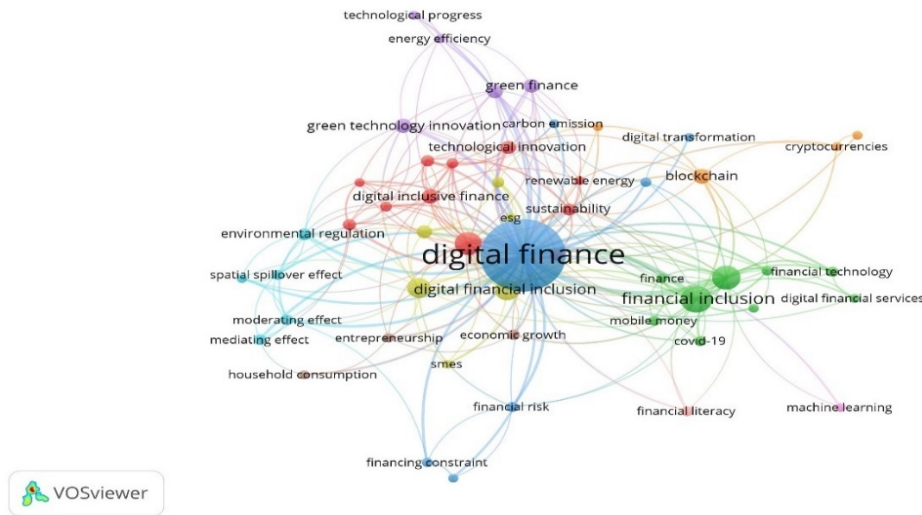 technological progress
energy efficiency
green finance
green technology innovation
carbon emission
digital transformation
technological innovation
cryptocurrencies
renewable energy
blockchain
digital inclusive finance
sustainability
esg
environmental regulation
digital finance
spatial spillover effect
finance
financial technology
digital financial inclusion
financial inclusion
digital financial services
moderating effect
mobile money
mediating effect
entrepreneurship
economic growth
covid-19
smes
household consumption
financial risk
financial literacy
machine learning
financing constraint
VOSviewer